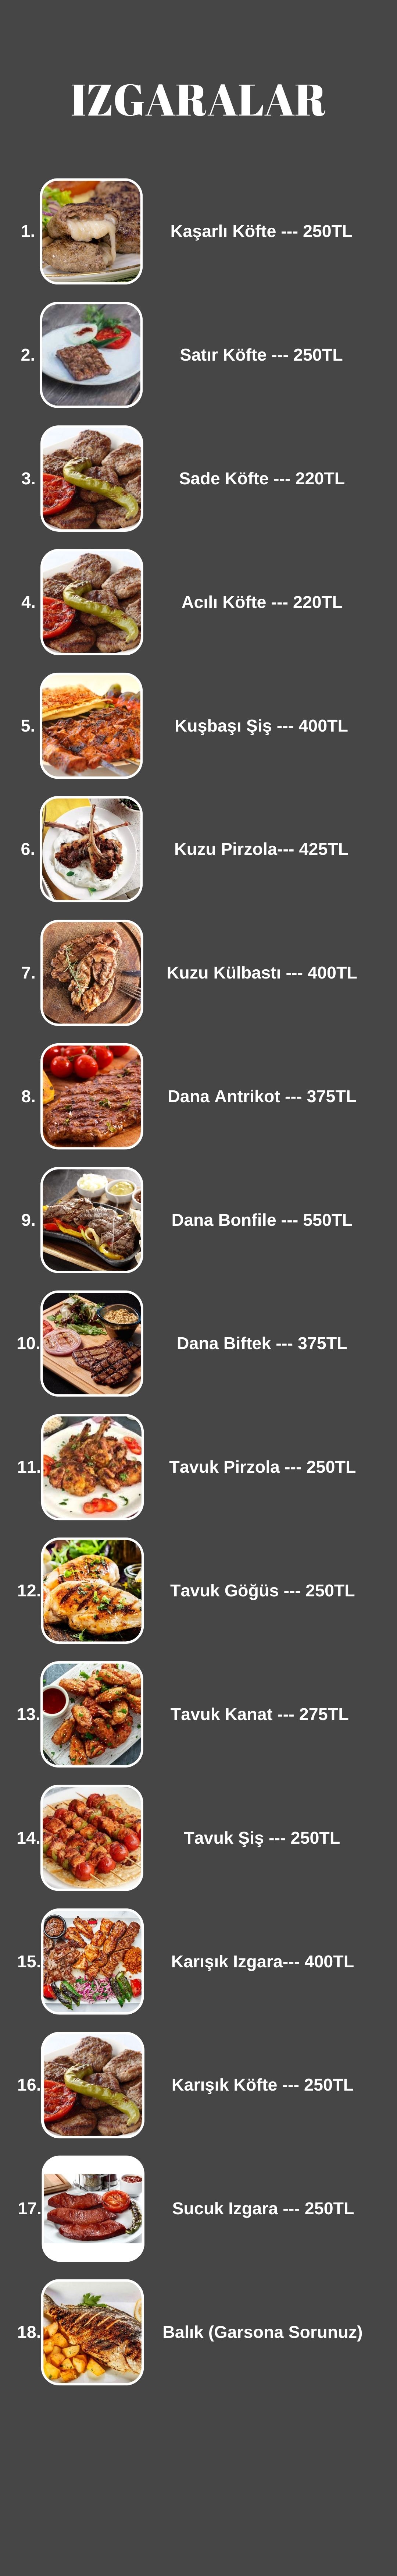 IZGARALAR
1. Kaşarlı Köfte --- 250TL
2. Satır Köfte --- 250TL
3. Sade Köfte --- 220TL
4. Acılı Köfte --- 220TL
5. Kuşbaşı Şiş --- 400TL
6. Kuzu Pirzola--- 425TL
7. Kuzu Külbastı --- 400TL
8. Dana Antrikot --- 375TL
9. Dana Bonfile --- 550TL
10. Dana Biftek --- 375TL
11. Tavuk Pirzola --- 250TL
12. Tavuk Göğüs --- 250TL
13. Tavuk Kanat --- 275TL
14. Tavuk Şiş --- 250TL
15. Karışık Izgara--- 400TL
16. Karışık Köfte --- 250TL
17. Sucuk Izgara --- 250TL
18. Balık (Garsona Sorunuz)